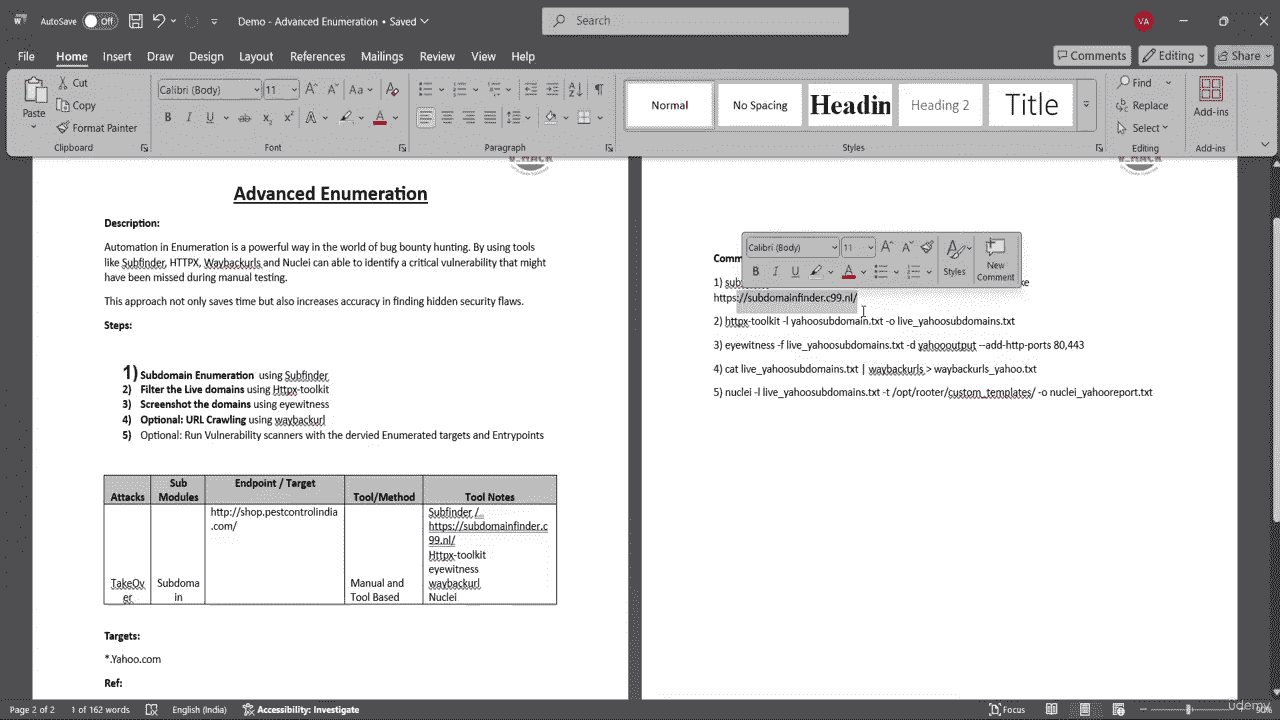 AutoSave Off
Domain-Enumeration • Saved
Search
VA
File Home Insert Draw Design Layout References Mailings Review View Help
Comments Editing Share
Paste
Cut
Copy
Format Painter
Clipboard
Calibri (Body) 11
Font
Paragraph
Normal
No Spacing
Headin
Heading 2
Title
Styles
Find
Replace
Select
Editing
Add-ins
Add-ins
Advanced Enumeration
Description:
Automation in Enumeration is a powerful way in the world of bug bounty hunting. By using tools
like Subfinder, HTTPX, Waybackurls and Nuclei can able to identify a critical vulnerability that might
have been missed during manual testing.
This approach not only saves time but also increases accuracy in finding hidden security flaws.
Steps:
1) Subdomain Enumeration using Subfinder
2) Filter the Live domains using Httpx-toolkit
3) Screenshot the domains using eyewitness
4) Optional: URL Crawling using waybackurl
5) Optional: Run Vulnerability scanners with the dervied Enumerated targets and Entrypoints
Attacks
Sub
Modules
Endpoint / Target
Tool/Method
Tool Notes
TakeOv
er
Subdoma
in
http://shop.pestcontrolindia
.com/
Manual and
Tool Based
Subfinder /
https://subdomainfinder.c
99.nl/
Httpx-toolkit
eyewitness
waybackurl
Nuclei
Targets:
*.Yahoo.com
Ref:
Calibri (Body) 11
Styles
New
Comment
https://subdomainfinder.c99.nl/
2) httpx-toolkit -l yahoosubdomain.txt -o live_yahoosubdomains.txt
3) eyewitness -f live_yahoosubdomains.txt -d yahoooutput --add-http-ports 80,443
4) cat live_yahoosubdomains.txt | waybackurls > waybackurls_yahoo.txt
5) nuclei -l live_yahoosubdomains.txt -t /opt/rooter/custom_templates/ -o nuclei_yahooreport.txt
Page 2 of 2 1 of 162 words English (India) Accessibility: Investigate
Focus